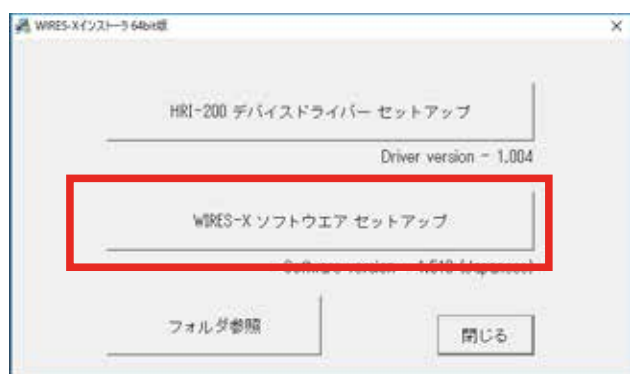 WIRES-Xインストーラ 64bit版
HRI-200 デバイスドライバー セットアップ
Driver version - 1.004
WIRES-X ソフトウエア セットアップ
Software version - (Japanese)
フォルダ参照
閉じる